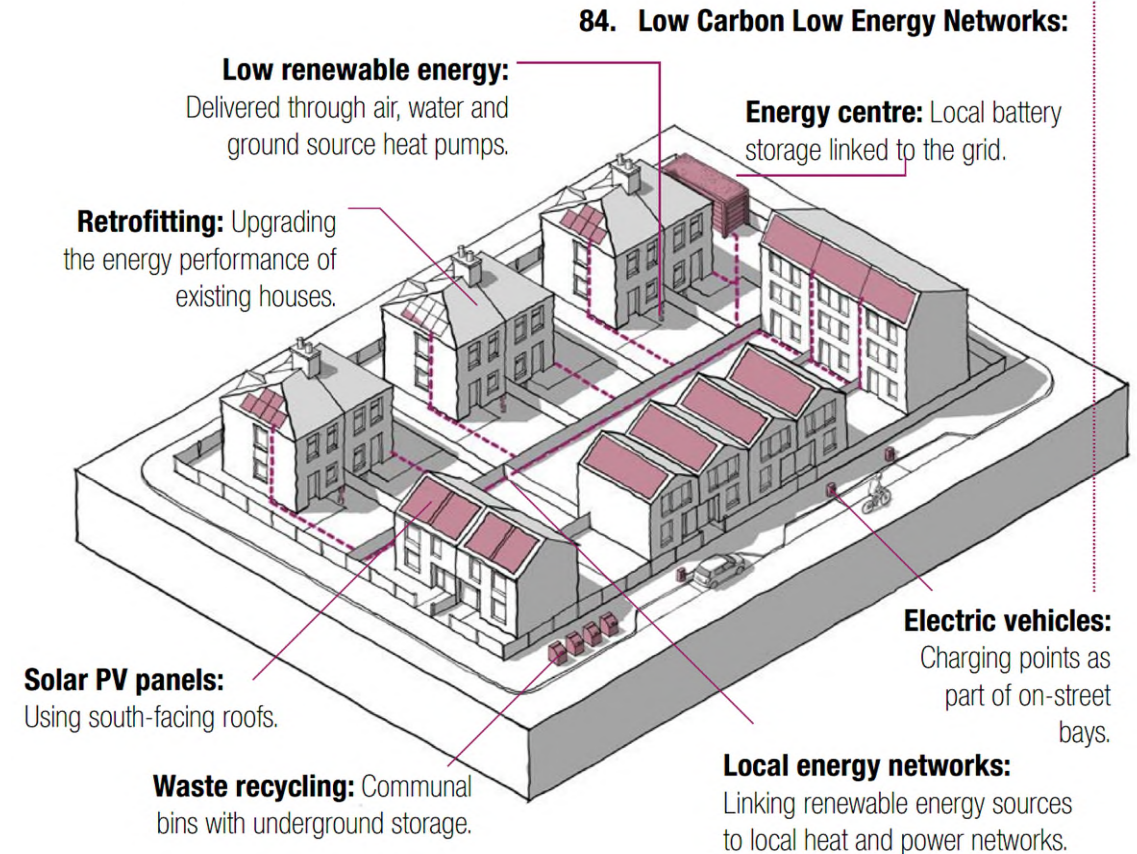 84. Low Carbon Low Energy Networks:
Low renewable energy:
Delivered through air, water and
ground source heat pumps.
Energy centre: Local battery
storage linked to the grid.
Retrofitting: Upgrading
the energy performance of
existing houses.
Electric vehicles:
Charging points as
part of on-street
bays.
Solar PV panels:
Using south-facing roofs.
Waste recycling: Communal
bins with underground storage.
Local energy networks:
Linking renewable energy sources
to local heat and power networks.